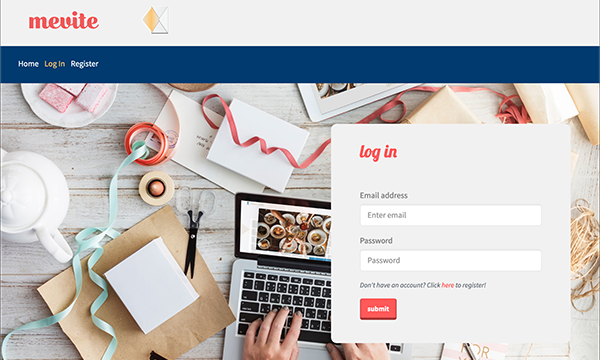 mevite
Home Log In Register
log in
Email address
Enter email
Password
Password
Don't have an account? Click here to register!
submit
OR